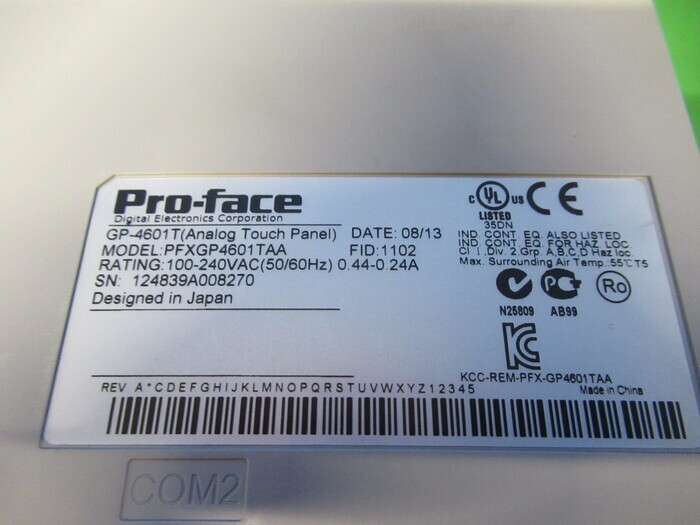 Pro-face
Digital Electronics Corporation
GP-4601T(Analog Touch Panel) DATE: 08/13
MODEL:PFXGP4601TAA FID:1102
RATING:100-240VAC(50/60Hz) 0.44-0.24A
SN: 124839A008270
Designed in Japan
C UL US CE
LISTED
35DN
IND CONT EQ. ALSO LISTED
IND. CONT. EQ. FOR HAZ LOC.
Cl I ,Div. 2 Grp. A,B,C,D Haz loc.
Max. Surrounding Air Temp.:55℃ T5
N25809 AB99
Ro
KCC-REM-PFX-GP4601TAA
Made in China
REV A*CDEFGHIJKLMNOPQRSTUVWXYZ12345
COM2